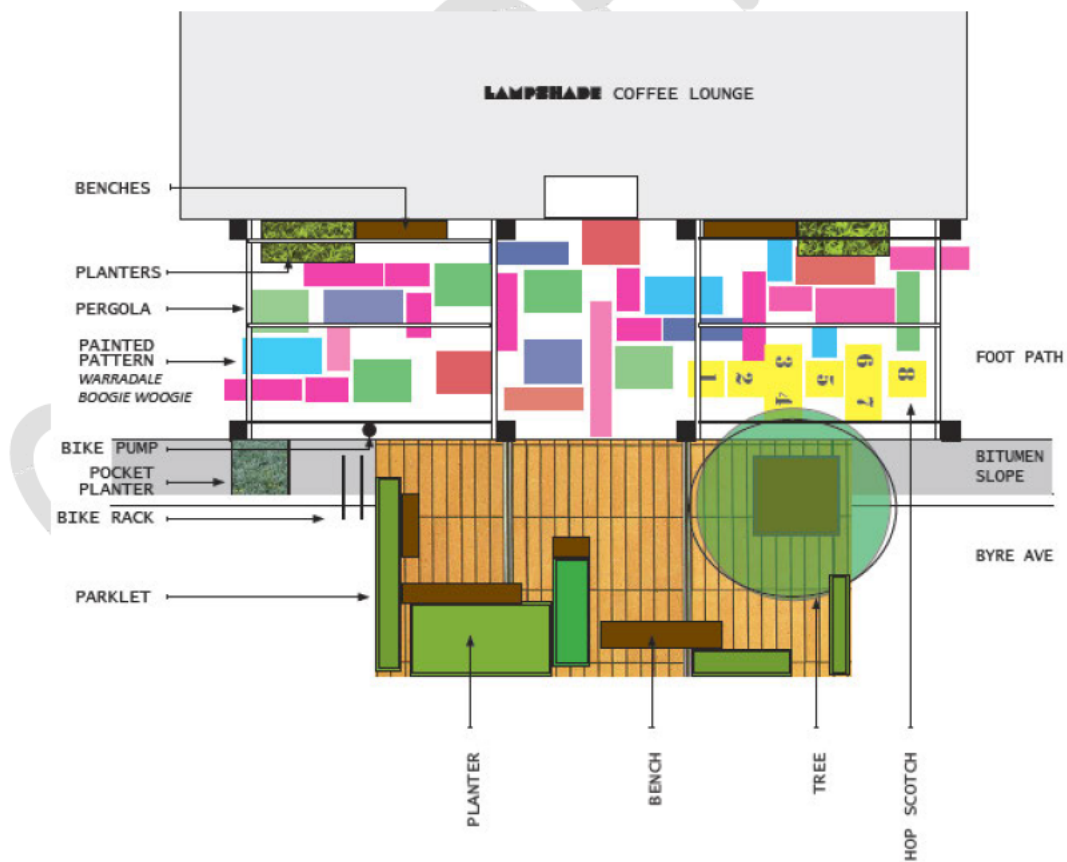 LAMPSHADE COFFEE LOUNGE
BENCHES
PLANTERS
PERGOLA
PAINTED
PATTERN
WARRADALE
BOOGIE WOOGIE
FOOT PATH
1 2 3 4 5 6 7 8
BIKE PUMP
POCKET
PLANTER
BIKE RACK
BITUMEN
SLOPE
BYRE AVE
PARKLET
PLANTER
BENCH
TREE
HOP SCOTCH